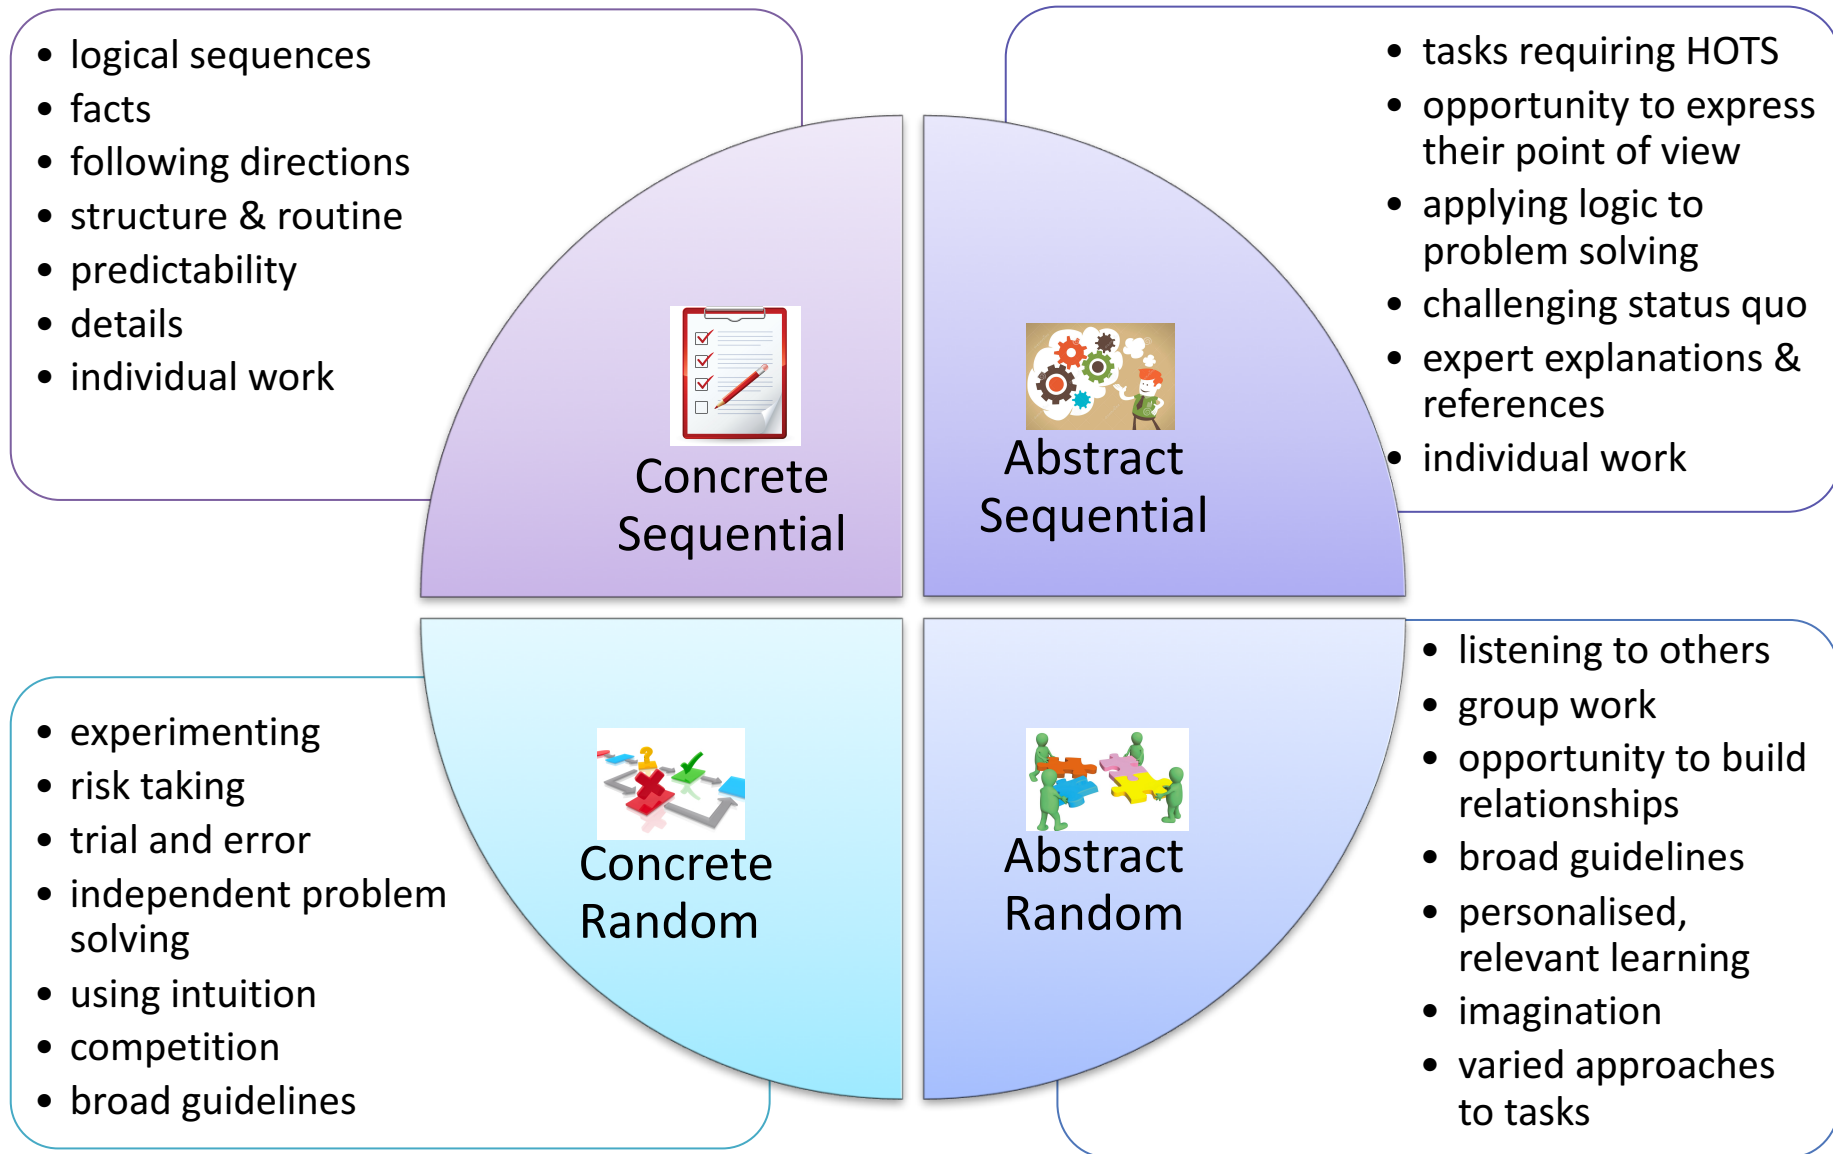 • logical sequences
• facts
• following directions
• structure & routine
• predictability
• details
• individual work
Concrete
Sequential
• tasks requiring HOTS
• opportunity to express
their point of view
• applying logic to
problem solving
• challenging status quo
• expert explanations &
references
• individual work
Abstract
Sequential
• experimenting
• risk taking
• trial and error
• independent problem
solving
• using intuition
• competition
• broad guidelines
Concrete
Random
• listening to others
• group work
• opportunity to build
relationships
• broad guidelines
• personalised,
relevant learning
• imagination
• varied approaches
to tasks
Abstract
Random